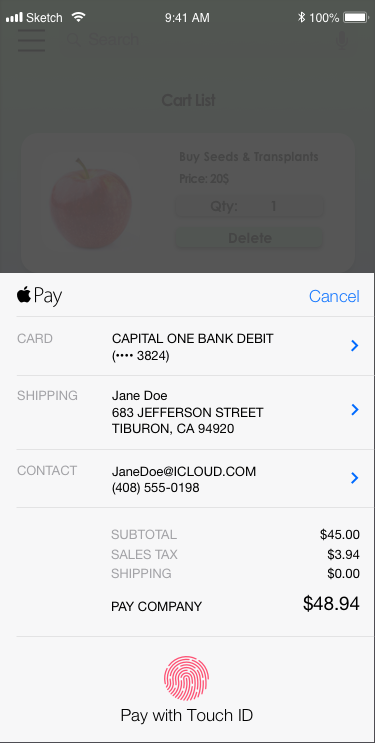 Sketch 9:41 AM 100%
Search
Cart List
Buy Seeds & Transplants
Price: 20$
Qty: 1
Delete
Pay Cancel
CARD CAPITAL ONE BANK DEBIT
(•••• 3824)
SHIPPING Jane Doe
683 JEFFERSON STREET
TIBURON, CA 94920
CONTACT JaneDoe@ICLOUD.COM
(408) 555-0198
SUBTOTAL $45.00
SALES TAX $3.94
SHIPPING $0.00
PAY COMPANY $48.94
Pay with Touch ID